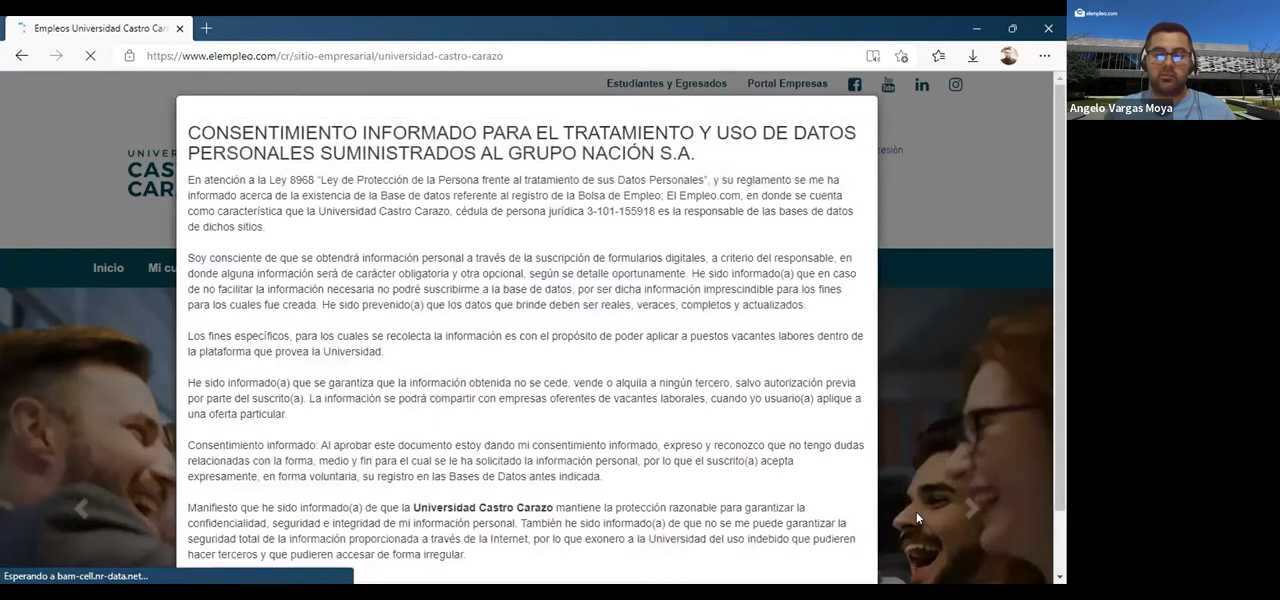 Empleos Universidad Castro Car
https://www.elempleo.com/cr/sitio-empresarial/universidad-castro-carazo
elempleo.com
Angelo Vargas Moya
Estudiantes y Egresados Portal Empresas
UNIVER
CAS
CAR
esión
Inicio Mi cu
CONSENTIMIENTO INFORMADO PARA EL TRATAMIENTO Y USO DE DATOS
PERSONALES SUMINISTRADOS AL GRUPO NACIÓN S.A.
En atención a la Ley 8968 “Ley de Protección de la Persona frente al tratamiento de sus Datos Personales”, y su reglamento se me ha
informado acerca de la existencia de la Base de datos referente al registro de la Bolsa de Empleo; El Empleo.com, en donde se cuenta
como característica que la Universidad Castro Carazo, cédula de persona jurídica 3-101-155918 es la responsable de las bases de datos
de dichos sitios.
Soy consciente de que se obtendrá información personal a través de la suscripción de formularios digitales, a criterio del responsable, en
donde alguna información será de carácter obligatoria y otra opcional, según se detalle oportunamente. He sido informado(a) que en caso
de no facilitar la información necesaria no podré suscribirme a la base de datos, por ser dicha información imprescindible para los fines
para los cuales fue creada. He sido prevenido(a) que los datos que brinde deben ser reales, veraces, completos y actualizados.
Los fines específicos, para los cuales se recolecta la información es con el propósito de poder aplicar a puestos vacantes labores dentro de
la plataforma que provea la Universidad.
He sido informado(a) que se garantiza que la información obtenida no se cede, vende o alquila a ningún tercero, salvo autorización previa
por parte del suscrito(a). La información se podrá compartir con empresas oferentes de vacantes laborales, cuando yo usuario(a) aplique a
una oferta particular.
Consentimiento informado: Al aprobar este documento estoy dando mi consentimiento informado, expreso y reconozco que no tengo dudas
relacionadas con la forma, medio y fin para el cual se le ha solicitado la información personal, por lo que el suscrito(a) acepta
expresamente, en forma voluntaria, su registro en las Bases de Datos antes indicada.
Manifiesto que he sido informado(a) de que la Universidad Castro Carazo mantiene la protección razonable para garantizar la
confidencialidad, seguridad e integridad de mi información personal. También he sido informado(a) de que no se me puede garantizar la
seguridad total de la información proporcionada a través de la Internet, por lo que exonero a la Universidad del uso indebido que pudieren
hacer terceros y que pudieren accesar de forma irregular.
Esperando a bam-cell.nr-data.net...